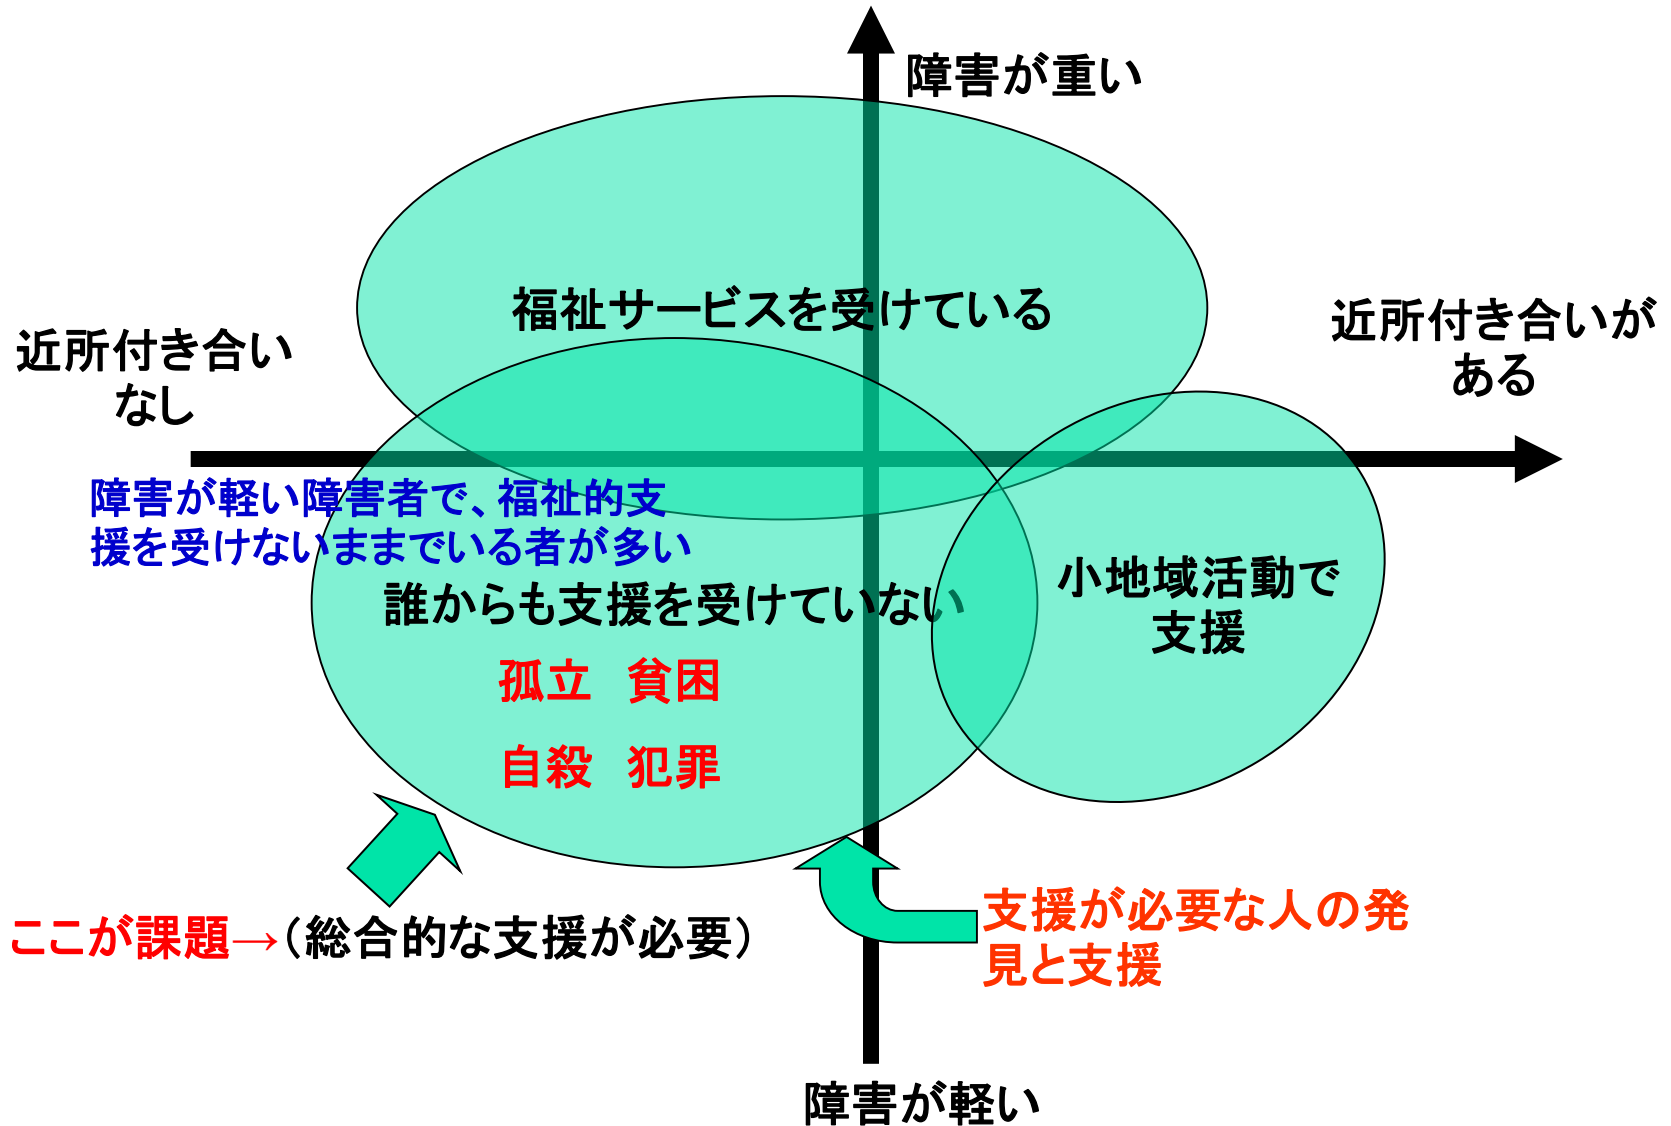 障害が重い
福祉サービスを受けている
近所付き合い
なし
近所付き合いが
ある
障害が軽い障害者で、福祉的支
援を受けないままでいる者が多い
誰からも支援を受けていない
小地域活動で
支援
孤立　貧困
自殺　犯罪
ここが課題→（総合的な支援が必要）
支援が必要な人の発
見と支援
障害が軽い